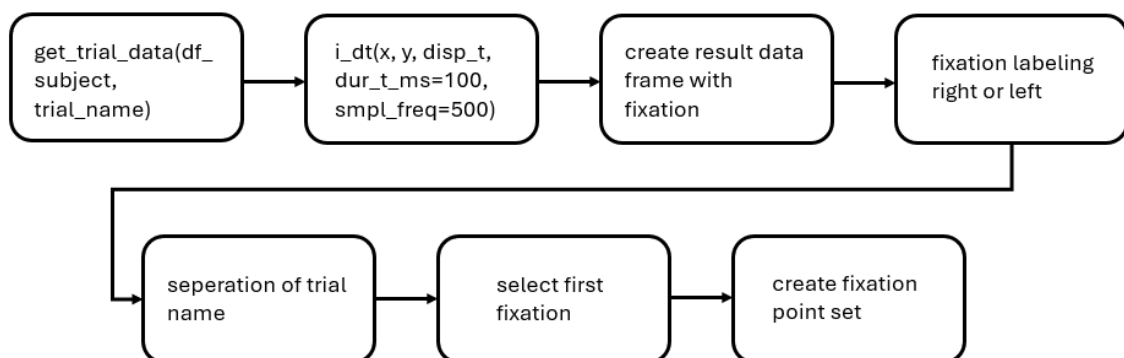 get_trial_data(df_
subject,
trial_name)
i_dt(x, y, disp_t,
dur_t_ms=100,
smpl_freq=500)
create result data
frame with
fixation
fixation labeling
right or left
seperation of trial
name
select first
fixation
create fixation
point set